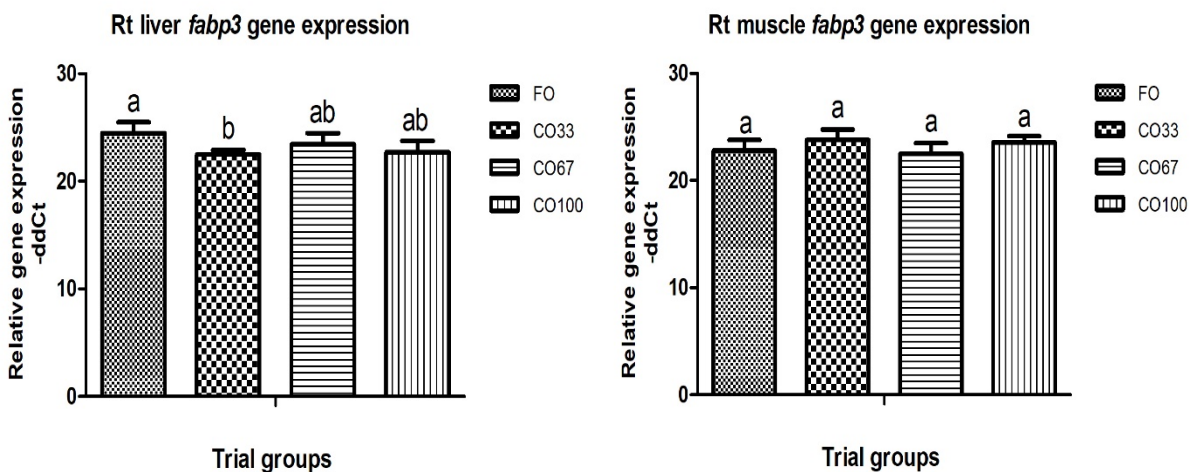 Rt liver fabp3 gene expression
Relative gene expression
-ddCt
30
20
10
0
a
b
ab
ab
FO
CO33
CO67
CO100
Trial groups
Rt muscle fabp3 gene expression
Relative gene expression
-ddCt
30
20
10
0
a
a
a
a
FO
CO33
CO67
CO100
Trial groups